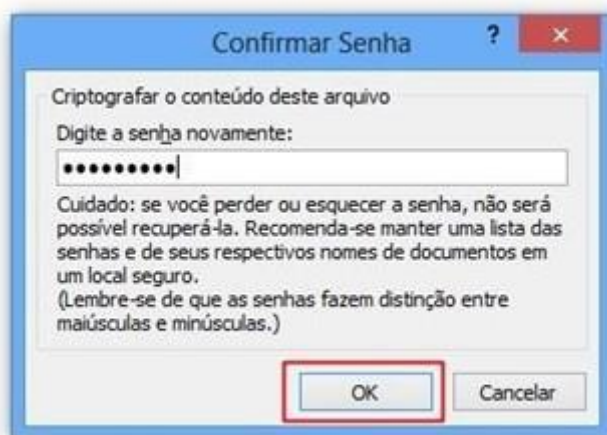 Confirmar Senha
?
Criptografar o conteúdo deste arquivo
Digite a senha novamente:
•••••••••
Cuidado: se você perder ou esquecer a senha, não será
possível recuperá-la. Recomenda-se manter uma lista das
senhas e de seus respectivos nomes de documentos em
um local seguro.
(Lembre-se de que as senhas fazem distinção entre
maiúsculas e minúsculas.)
OK
Cancelar